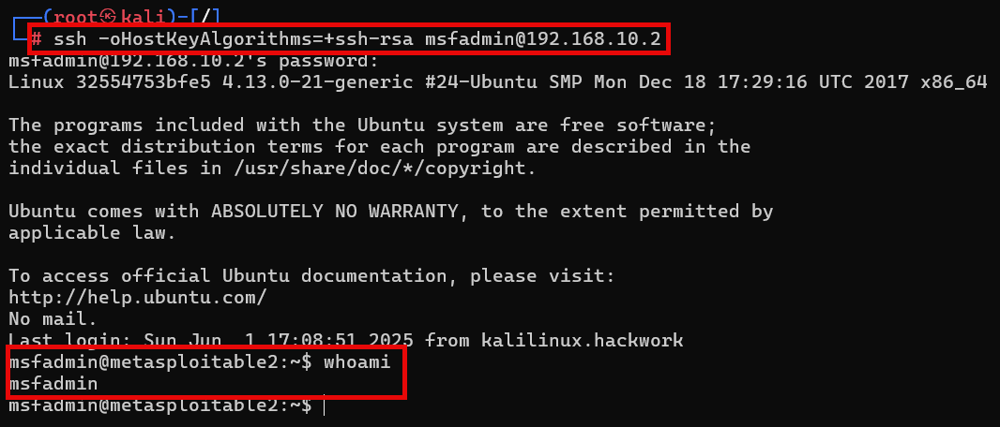 ┌──(root㉿kali)-[/]
└─# ssh -oHostKeyAlgorithms=+ssh-rsa msfadmin@192.168.10.2
msfadmin@192.168.10.2's password:
Linux 32554753bfe5 4.13.0-21-generic #24-Ubuntu SMP Mon Dec 18 17:29:16 UTC 2017 x86_64
The programs included with the Ubuntu system are free software;
the exact distribution terms for each program are described in the
individual files in /usr/share/doc/*/copyright.
Ubuntu comes with ABSOLUTELY NO WARRANTY, to the extent permitted by
applicable law.
To access official Ubuntu documentation, please visit:
http://help.ubuntu.com/
No mail.
Last login: Sun Jun  1 17:08:51 2025 from kalilinux.hackwork
msfadmin@metasploitable2:~$ whoami
msfadmin
msfadmin@metasploitable2:~$